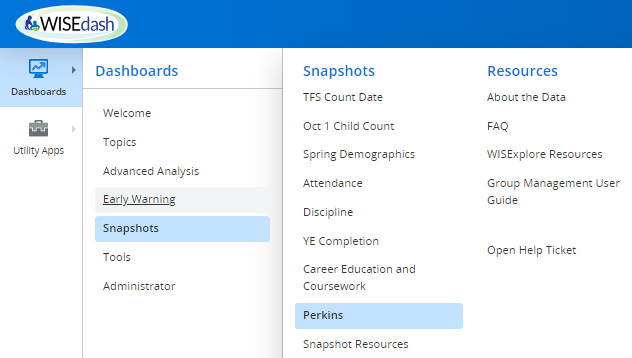 WISEdash
Dashboards
Utility Apps
Dashboards
Welcome
Topics
Advanced Analysis
Early Warning
Snapshots
Tools
Administrator
Snapshots
TFS Count Date
Oct 1 Child Count
Spring Demographics
Attendance
Discipline
YE Completion
Career Education and
Coursework
Perkins
Snapshot Resources
Resources
About the Data
FAQ
WISExplore Resources
Group Management User
Guide
Open Help Ticket